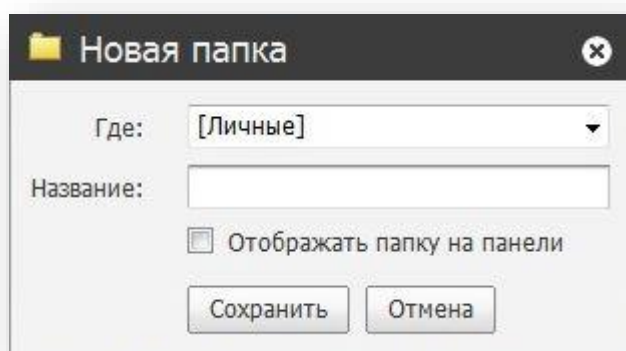 Новая папка
Где: [Личные]
Название:
Отображать папку на панели
Сохранить Отмена